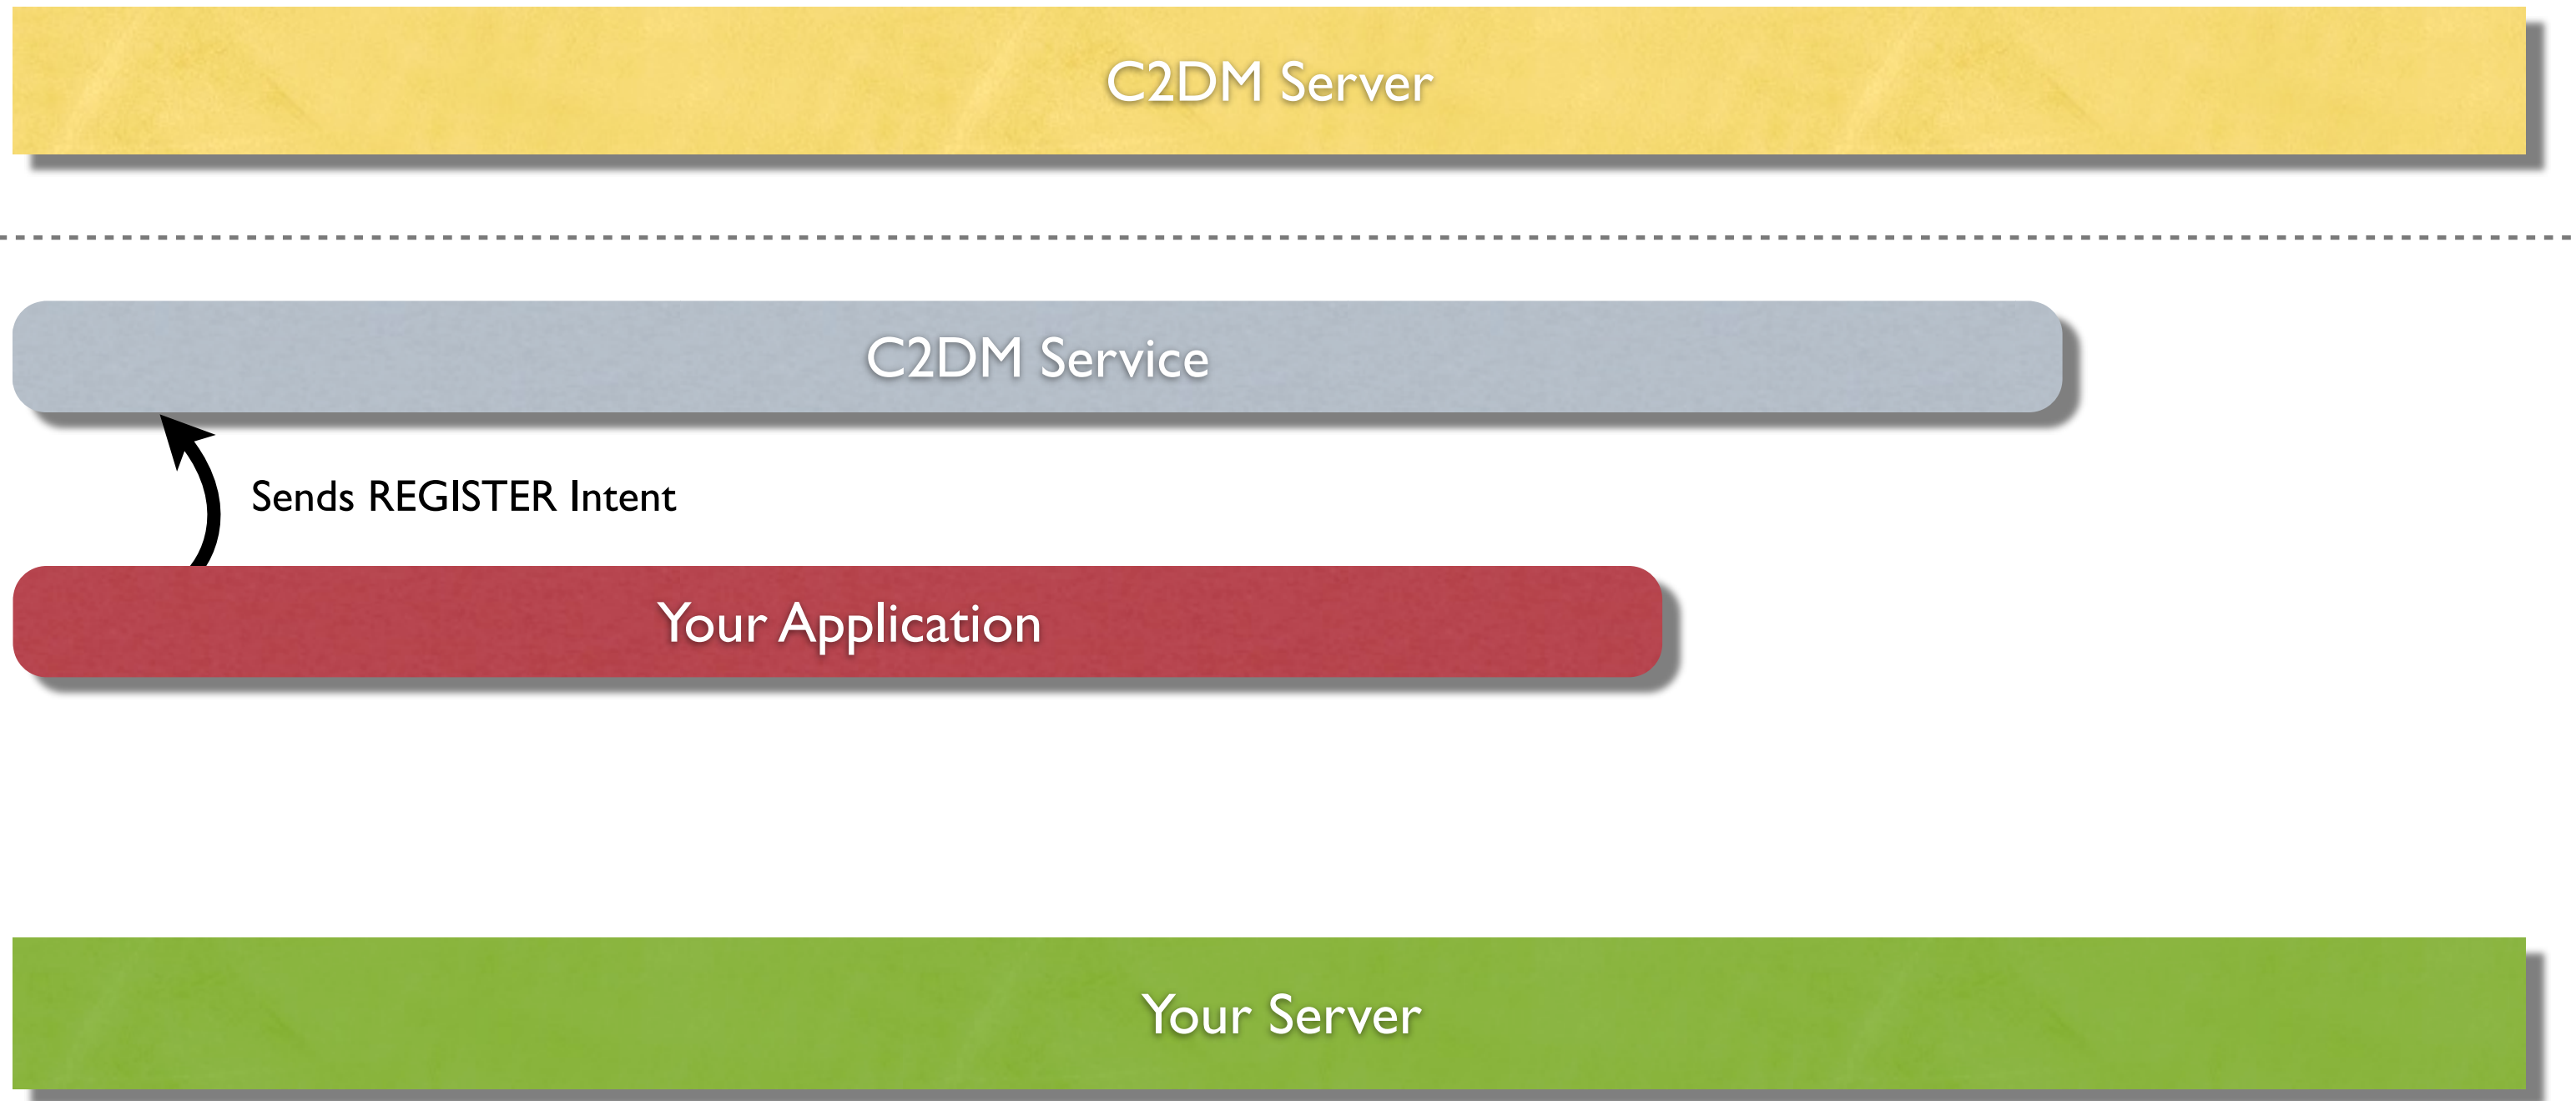 C2DM Server
C2DM Service
Sends REGISTER Intent
Your Application
Your Server